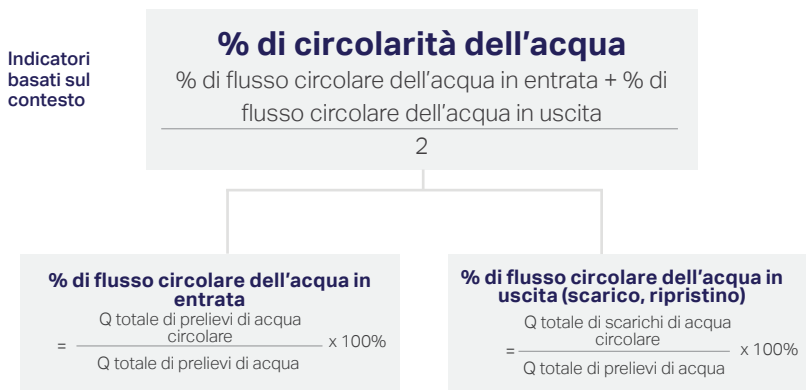 Indicatori
basati sul
contesto
% di circolarità dell’acqua
% di flusso circolare dell’acqua in entrata + % di
flusso circolare dell’acqua in uscita
2
% di flusso circolare dell’acqua in
entrata
Q totale di prelievi di acqua
circolare
= x 100%
Q totale di prelievi di acqua
% di flusso circolare dell’acqua in
uscita (scarico, ripristino)
Q totale di scarichi di acqua
circolare
= x 100%
Q totale di prelievi di acqua